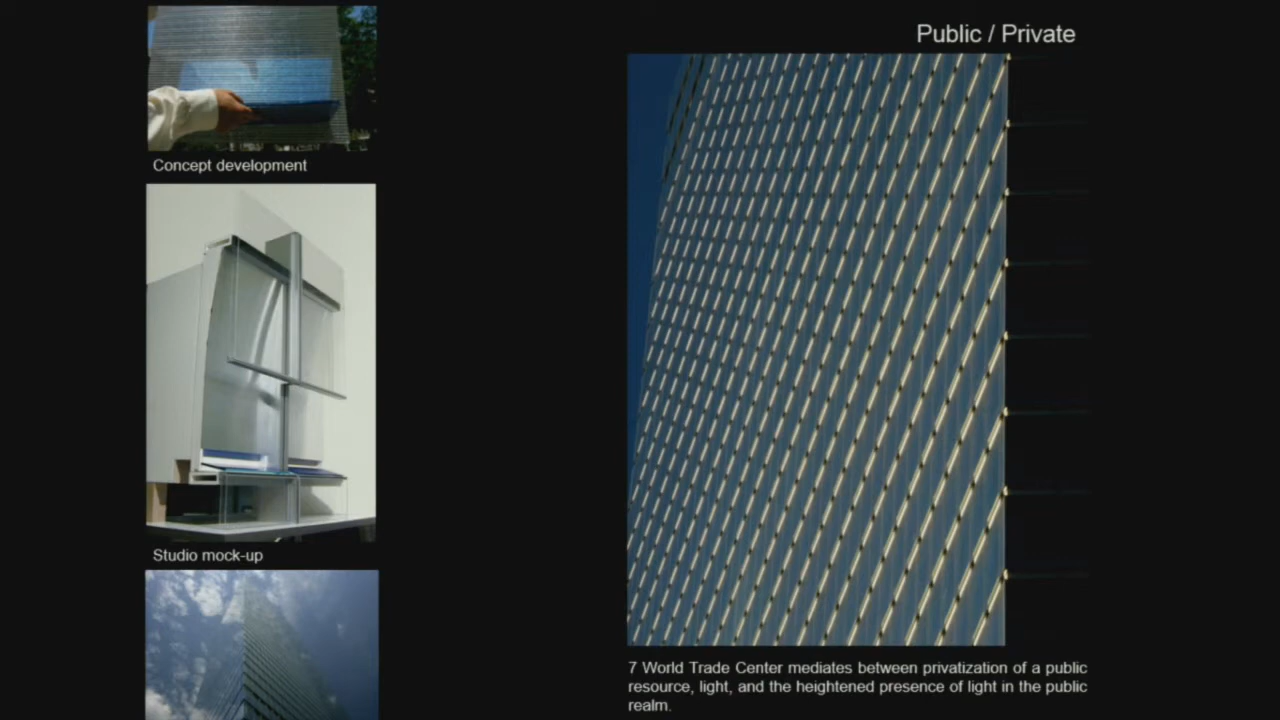 Public / Private
Concept development
Studio mock-up
7 World Trade Center mediates between privatization of a public
resource, light, and the heightened presence of light in the public
realm.